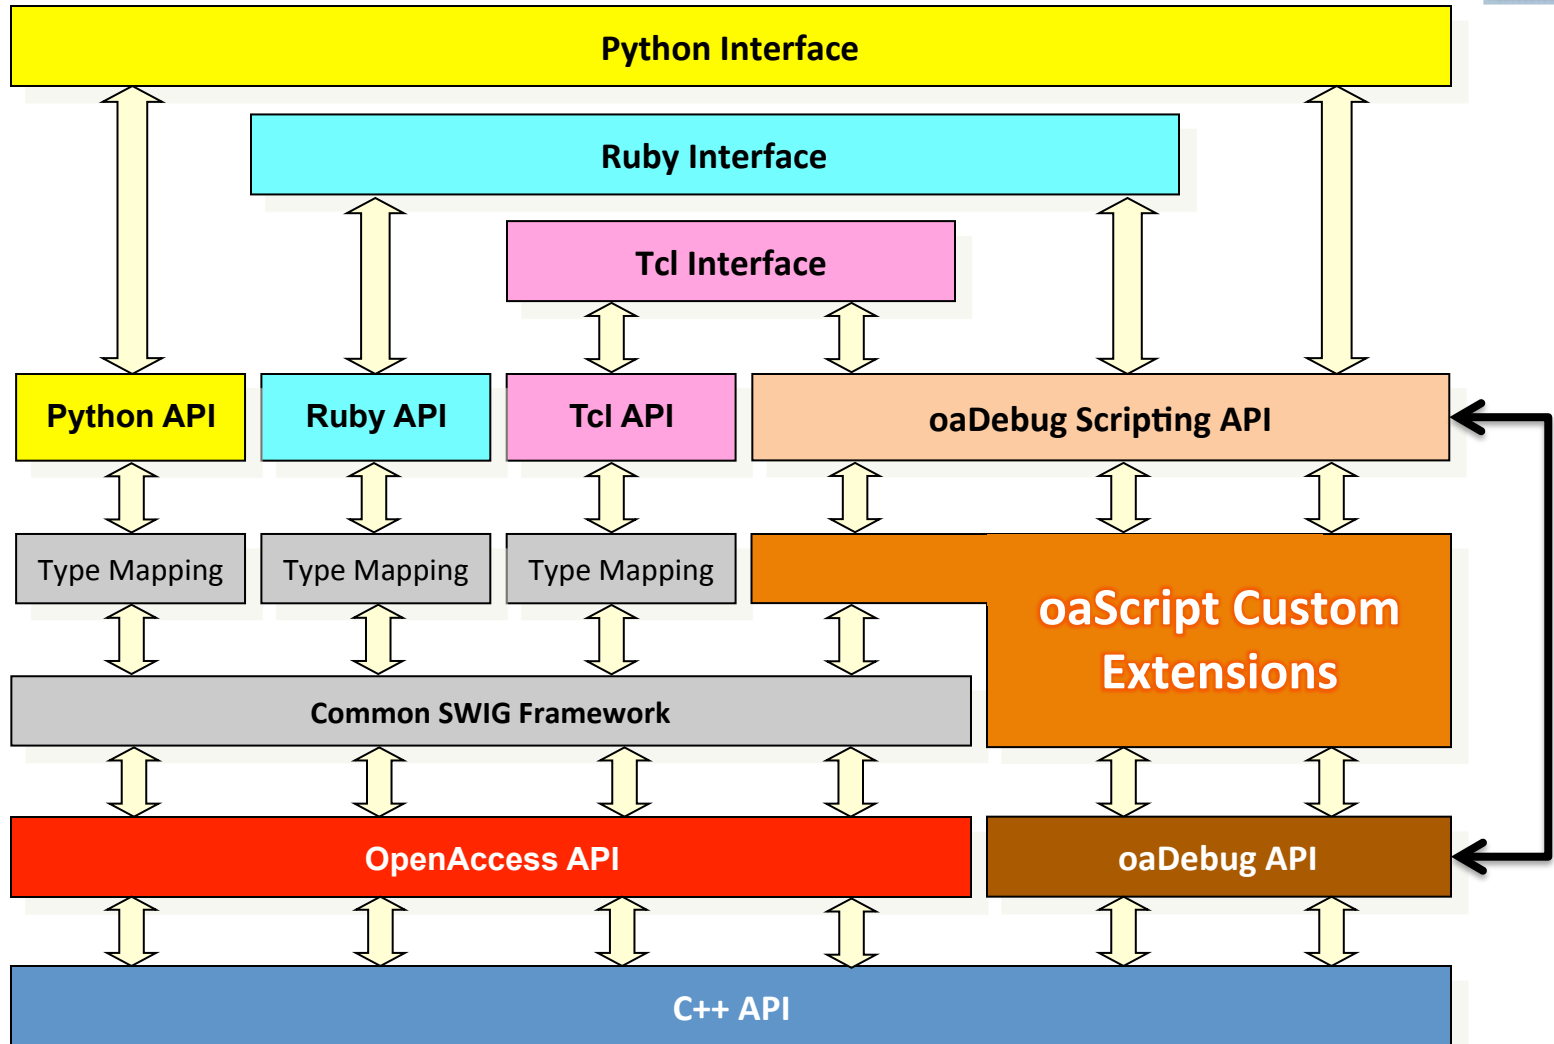 Python Interface
Ruby Interface
Tcl Interface
Python API
Ruby API
Tcl API
oaDebug Scripting API
Type Mapping
Type Mapping
Type Mapping
oaScript Custom
Extensions
Common SWIG Framework
OpenAccess API
oaDebug API
C++ API